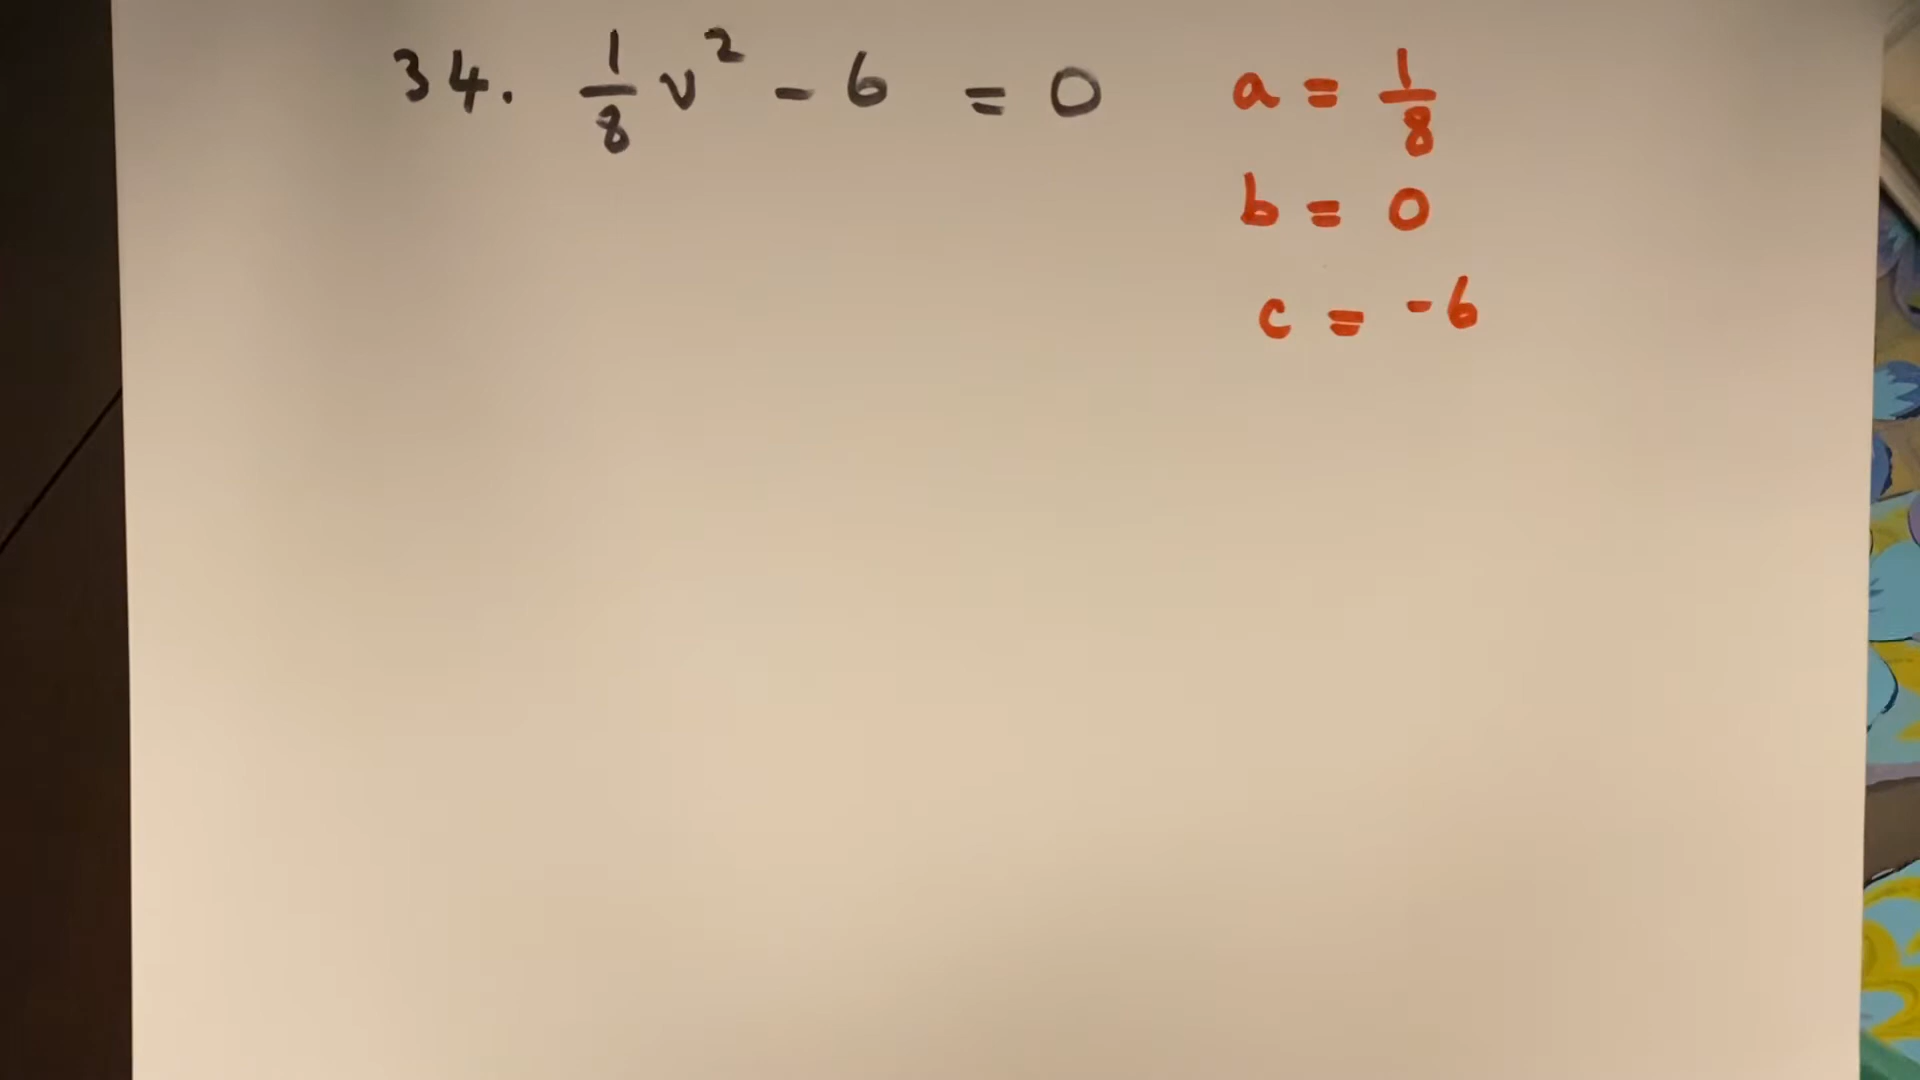 34. 1/8 v² - 6 = 0
a = 1/8
b = 0
c = -6